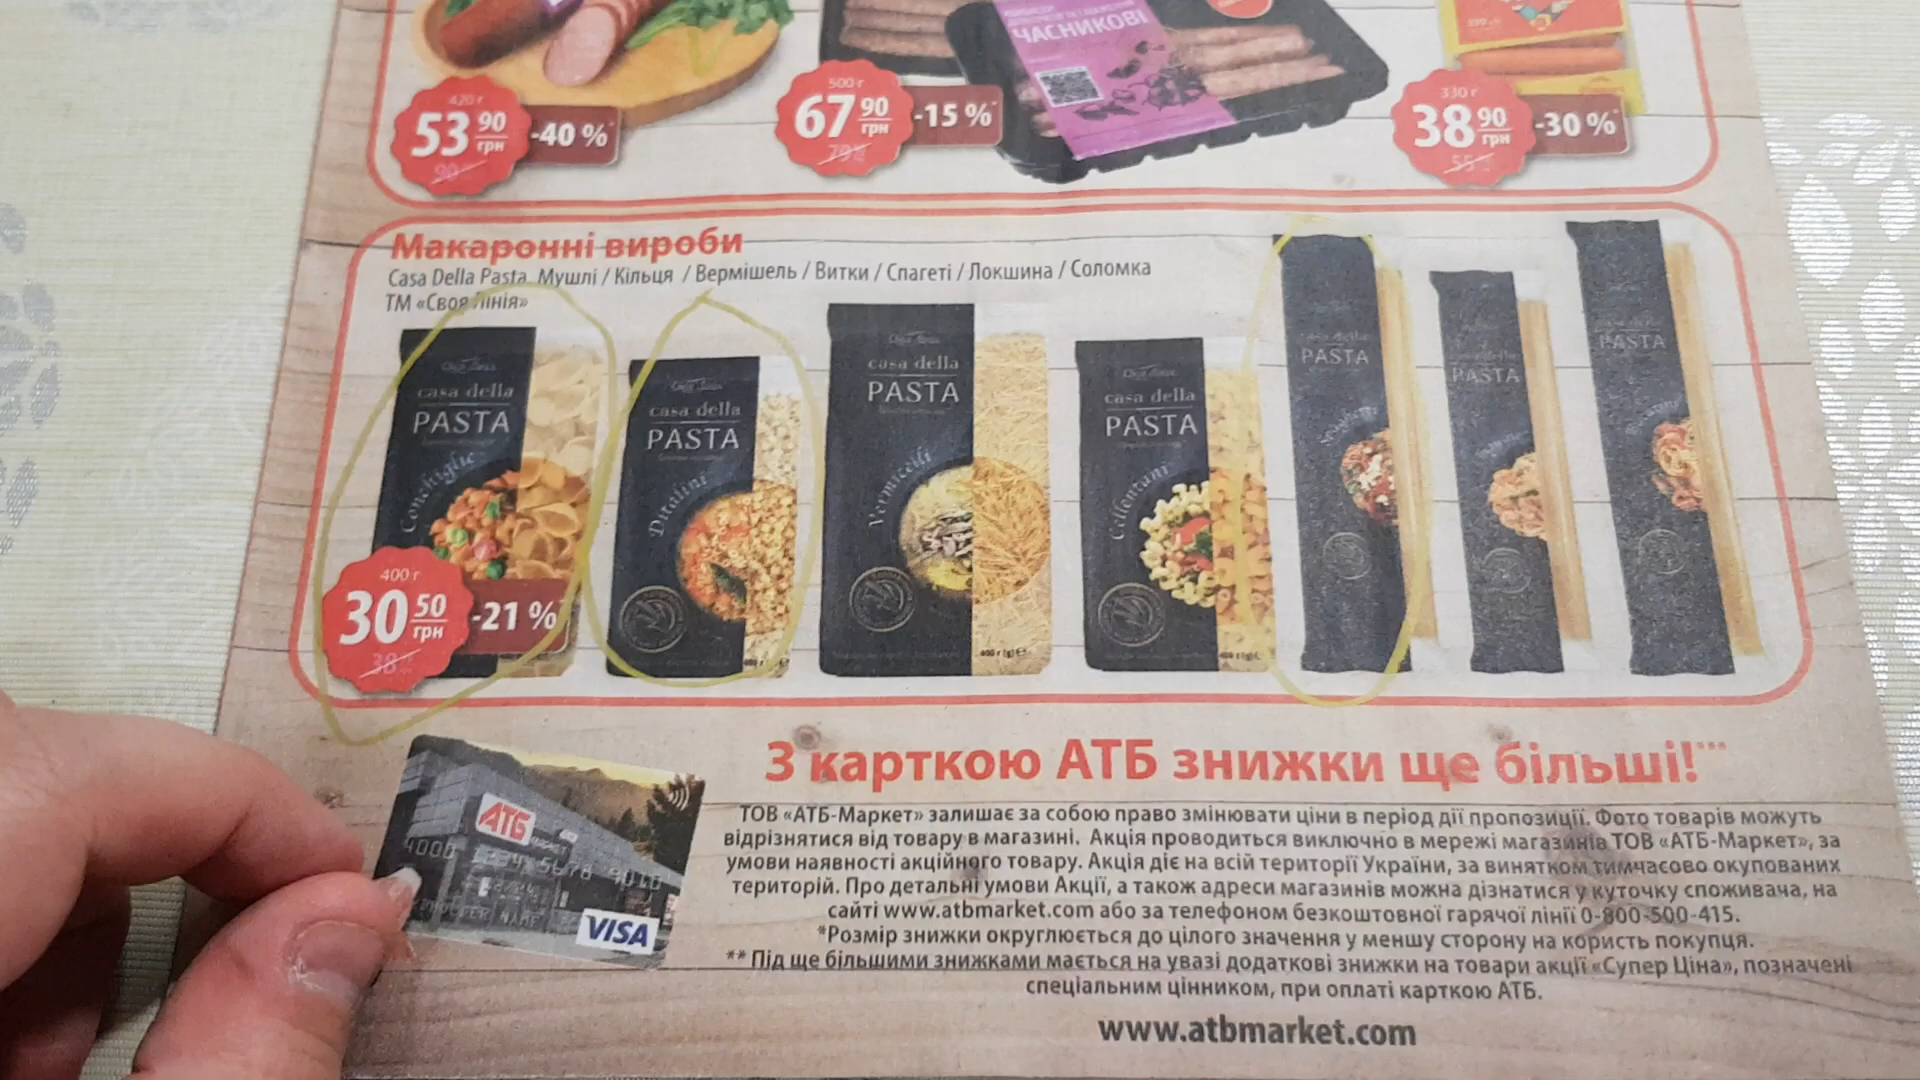 ЧАСНИКОВІ
420 г
53 90 грн
-40 %*
500 г
67 90 грн
-15 %*
330 г
38 90 грн
-30 %*
Макаронні вироби
Casa Della Pasta Мушлі / Кільця / Вермішель / Витки / Спагеті / Локшина / Соломка
ТМ «Своя лінія»
casa della
PASTA
Conchiglie
casa della
PASTA
Ditalini
casa della
PASTA
Vermicelli
casa della
PASTA
Cellentani
PASTA
Spaghetti
PASTA
PASTA
400 г
30 50 грн
-21 %*
З карткою АТБ знижки ще більші!***
АТБ
VISA
ТОВ «АТБ-Маркет» залишає за собою право змінювати ціни в період дії пропозиції. Фото товарів можуть
відрізнятися від товару в магазині. Акція проводиться виключно в мережі магазинів ТОВ «АТБ-Маркет», за
умови наявності акційного товару. Акція діє на всій території України, за винятком тимчасово окупованих
територій. Про детальні умови Акції, а також адреси магазинів можна дізнатися у куточку споживача, на
сайті www.atbmarket.com або за телефоном безкоштовної гарячої лінії 0-800-500-415.
*Розмір знижки округлюється до цілого значення у меншу сторону на користь покупця.
** Під ще більшими знижками мається на увазі додаткові знижки на товари акції «Супер Ціна», позначені
спеціальним цінником, при оплаті карткою АТБ.
www.atbmarket.com